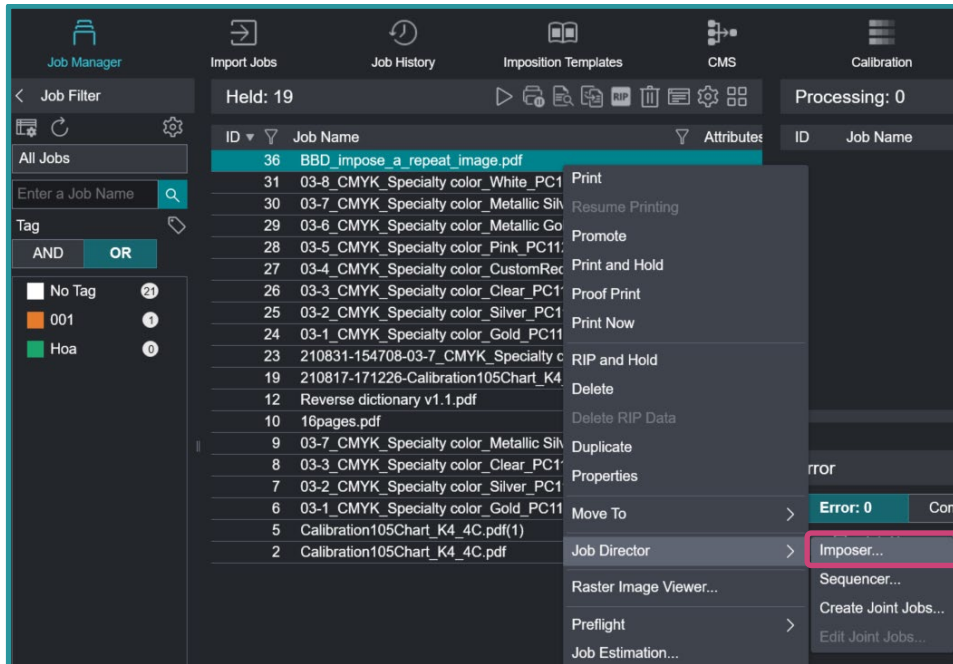 Job Manager
Import Jobs
Job History
Imposition Templates
CMS
Calibration
Job Filter
Held: 19
RIP
Processing: 0
ID Job Name Attributes
ID Job Name
All Jobs
Enter a Job Name
Tag
AND OR
No Tag 21
001 1
Hoa 0
36 BBD_impose_a_repeat_image.pdf
31 03-8_CMYK_Specialty color_White_PC1
30 03-7_CMYK_Specialty color_Metallic Silv
29 03-6_CMYK_Specialty color_Metallic Go
28 03-5_CMYK_Specialty color_Pink_PC11
27 03-4_CMYK_Specialty color_CustomRed
26 03-3_CMYK_Specialty color_Clear_PC1
25 03-2_CMYK_Specialty color_Silver_PC1
24 03-1_CMYK_Specialty color_Gold_PC11
23 210831-154708-03-7_CMYK_Specialty c
19 210817-171226-Calibration105Chart_K4
12 Reverse dictionary v1.1.pdf
10 16pages.pdf
9 03-7_CMYK_Specialty color_Metallic Silv
8 03-3_CMYK_Specialty color_Clear_PC1
7 03-2_CMYK_Specialty color_Silver_PC1
6 03-1_CMYK_Specialty color_Gold_PC11
5 Calibration105Chart_K4_4C.pdf(1)
2 Calibration105Chart_K4_4C.pdf
Print
Resume Printing
Promote
Print and Hold
Proof Print
Print Now
RIP and Hold
Delete
Delete RIP Data
Duplicate
Properties
Move To
Job Director
Raster Image Viewer...
Preflight
Job Estimation...
rror
Error: 0 Con
Imposer...
Sequencer...
Create Joint Jobs...
Edit Joint Jobs...